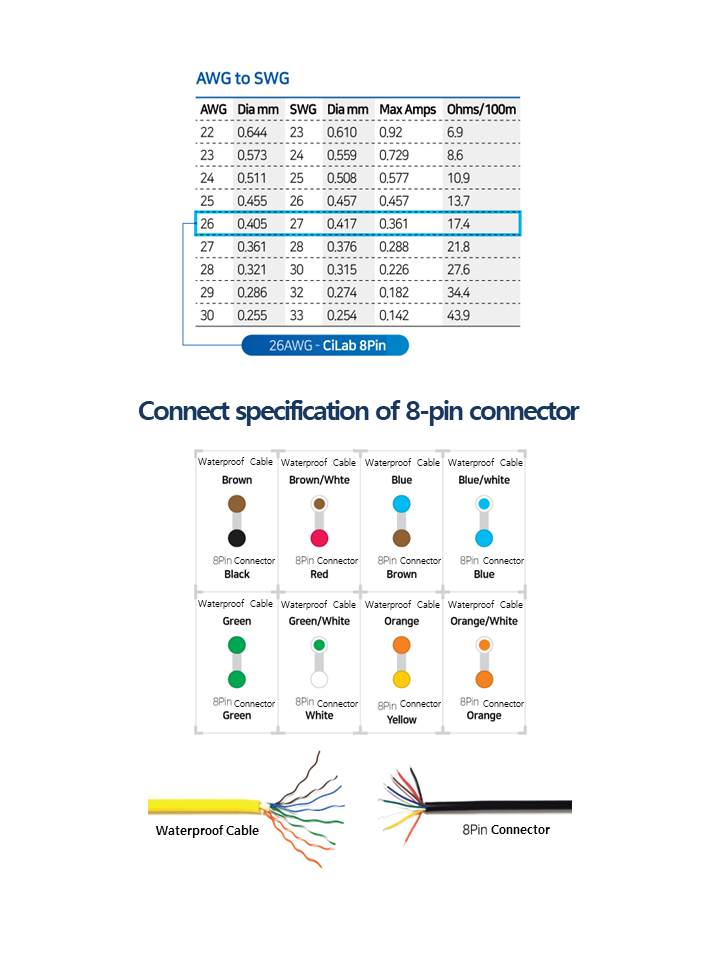 AWG to SWG
AWG Dia mm SWG Dia mm Max Amps Ohms/100m
22 0.644 23 0.610 0.92 6.9
23 0.573 24 0.559 0.729 8.6
24 0.511 25 0.508 0.577 10.9
25 0.455 26 0.457 0.457 13.7
26 0.405 27 0.417 0.361 17.4
27 0.361 28 0.376 0.288 21.8
28 0.321 30 0.315 0.226 27.6
29 0.286 32 0.274 0.182 34.4
30 0.255 33 0.254 0.142 43.9
26AWG - CiLab 8Pin
Connect specification of 8-pin connector
Waterproof Cable Waterproof Cable Waterproof Cable Waterproof Cable
Brown Brown/Whte Blue Blue/white
8Pin Connector 8Pin Connector 8Pin Connector 8Pin Connector
Black Red Brown Blue
Waterproof Cable Waterproof Cable Waterproof Cable Waterproof Cable
Green Green/White Orange Orange/White
8Pin Connector 8Pin Connector 8Pin Connector 8Pin Connector
Green White Yellow Orange
Waterproof Cable 8Pin Connector